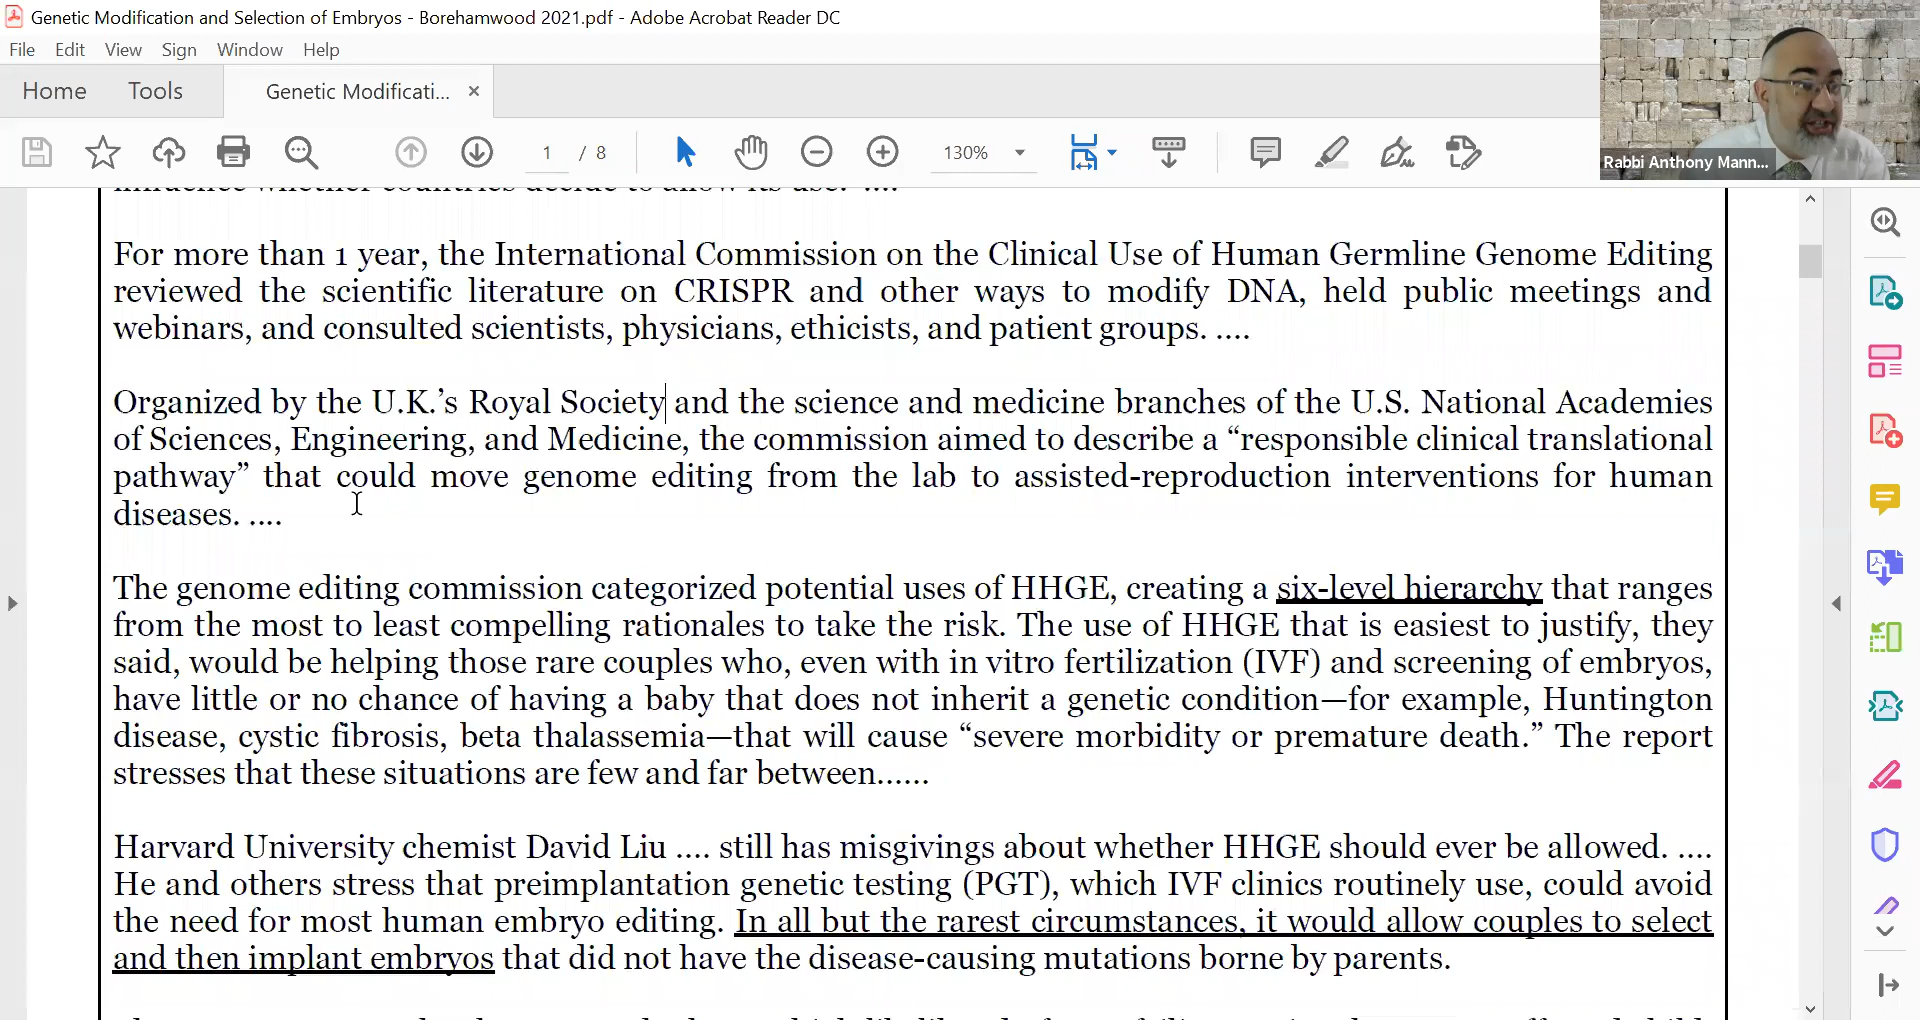 Genetic Modification and Selection of Embryos - Borehamwood 2021.pdf - Adobe Acrobat Reader DC
File Edit View Sign Window Help
Home Tools Genetic Modificati... ×
1 / 8 130%
Rabbi Anthony Mann...
influence whether countries decide to allow its use. ....
For more than 1 year, the International Commission on the Clinical Use of Human Germline Genome Editing
reviewed the scientific literature on CRISPR and other ways to modify DNA, held public meetings and
webinars, and consulted scientists, physicians, ethicists, and patient groups. ....
Organized by the U.K.’s Royal Society and the science and medicine branches of the U.S. National Academies
of Sciences, Engineering, and Medicine, the commission aimed to describe a “responsible clinical translational
pathway” that could move genome editing from the lab to assisted-reproduction interventions for human
diseases. ....
The genome editing commission categorized potential uses of HHGE, creating a six-level hierarchy that ranges
from the most to least compelling rationales to take the risk. The use of HHGE that is easiest to justify, they
said, would be helping those rare couples who, even with in vitro fertilization (IVF) and screening of embryos,
have little or no chance of having a baby that does not inherit a genetic condition—for example, Huntington
disease, cystic fibrosis, beta thalassemia—that will cause “severe morbidity or premature death.” The report
stresses that these situations are few and far between......
Harvard University chemist David Liu .... still has misgivings about whether HHGE should ever be allowed. ....
He and others stress that preimplantation genetic testing (PGT), which IVF clinics routinely use, could avoid
the need for most human embryo editing. In all but the rarest circumstances, it would allow couples to select
and then implant embryos that did not have the disease-causing mutations borne by parents.